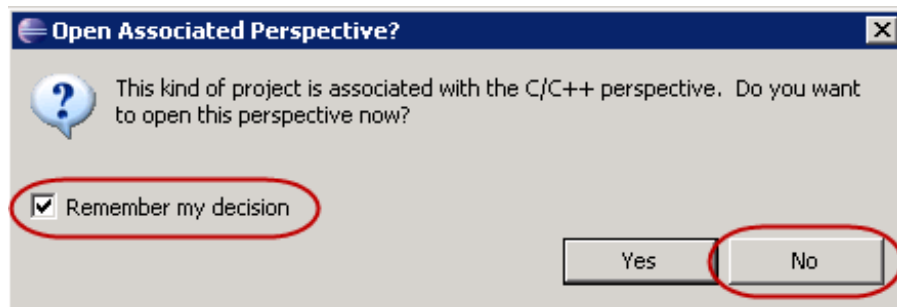 Open Associated Perspective?
This kind of project is associated with the C/C++ perspective.  Do you want
to open this perspective now?
Remember my decision
Yes
No